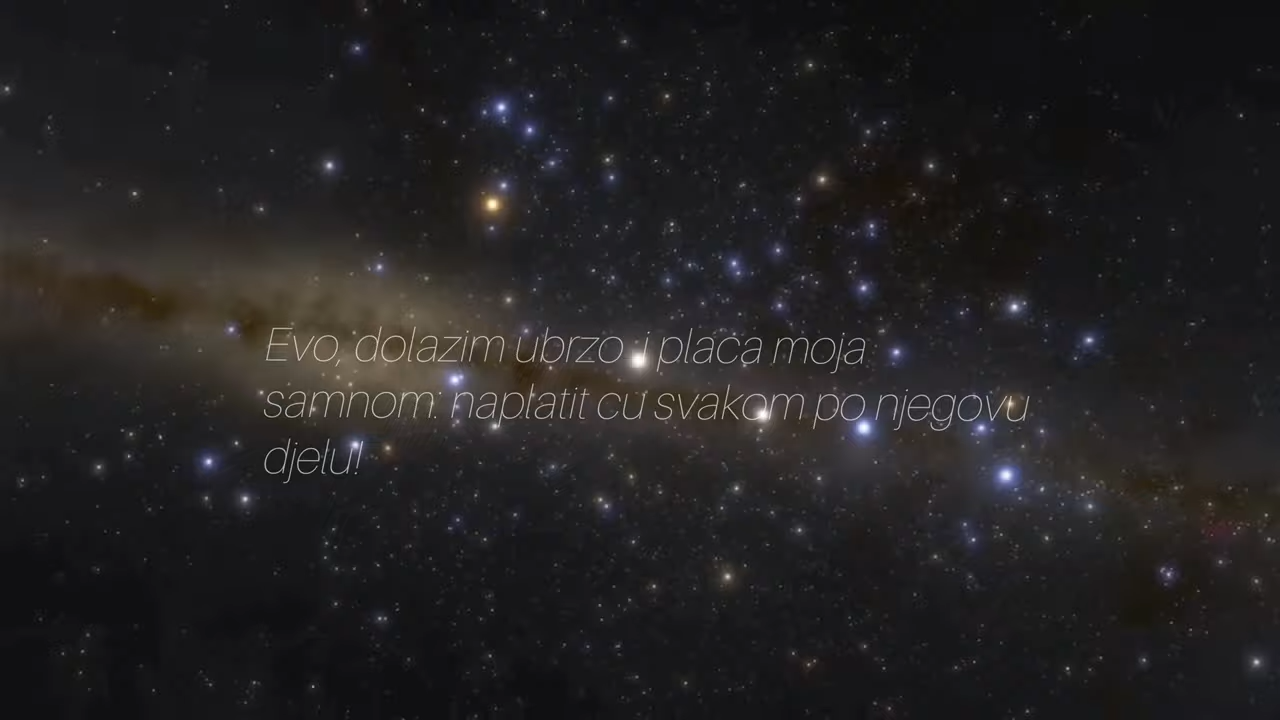 Evo, dolazim ubrzo i placa moja
samnom: naplatit cu svakom po njegovu
djelu!